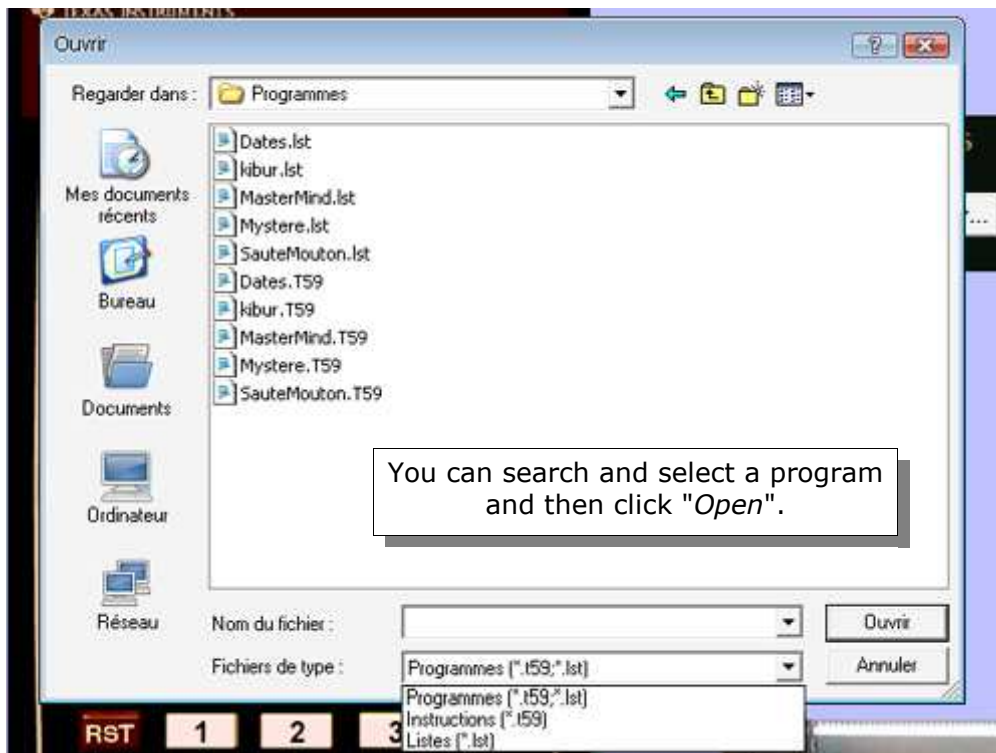 TEXAS INSTRUMENTS
Ouvrir
Regarder dans :
Programmes
Mes documents
récents
Bureau
Documents
Ordinateur
Réseau
Dates.lst
kibur.lst
MasterMind.lst
Mystere.lst
SauteMouton.lst
Dates.T59
kibur.T59
MasterMind.T59
Mystere.T59
SauteMouton.T59
You can search and select a program
and then click "Open".
Nom du fichier :
Ouvrir
Fichiers de type :
Programmes (*.t59;*.lst)
Annuler
Programmes (*.t59;*.lst)
Instructions (*.t59)
Listes (*.lst)
RST 1 2 3